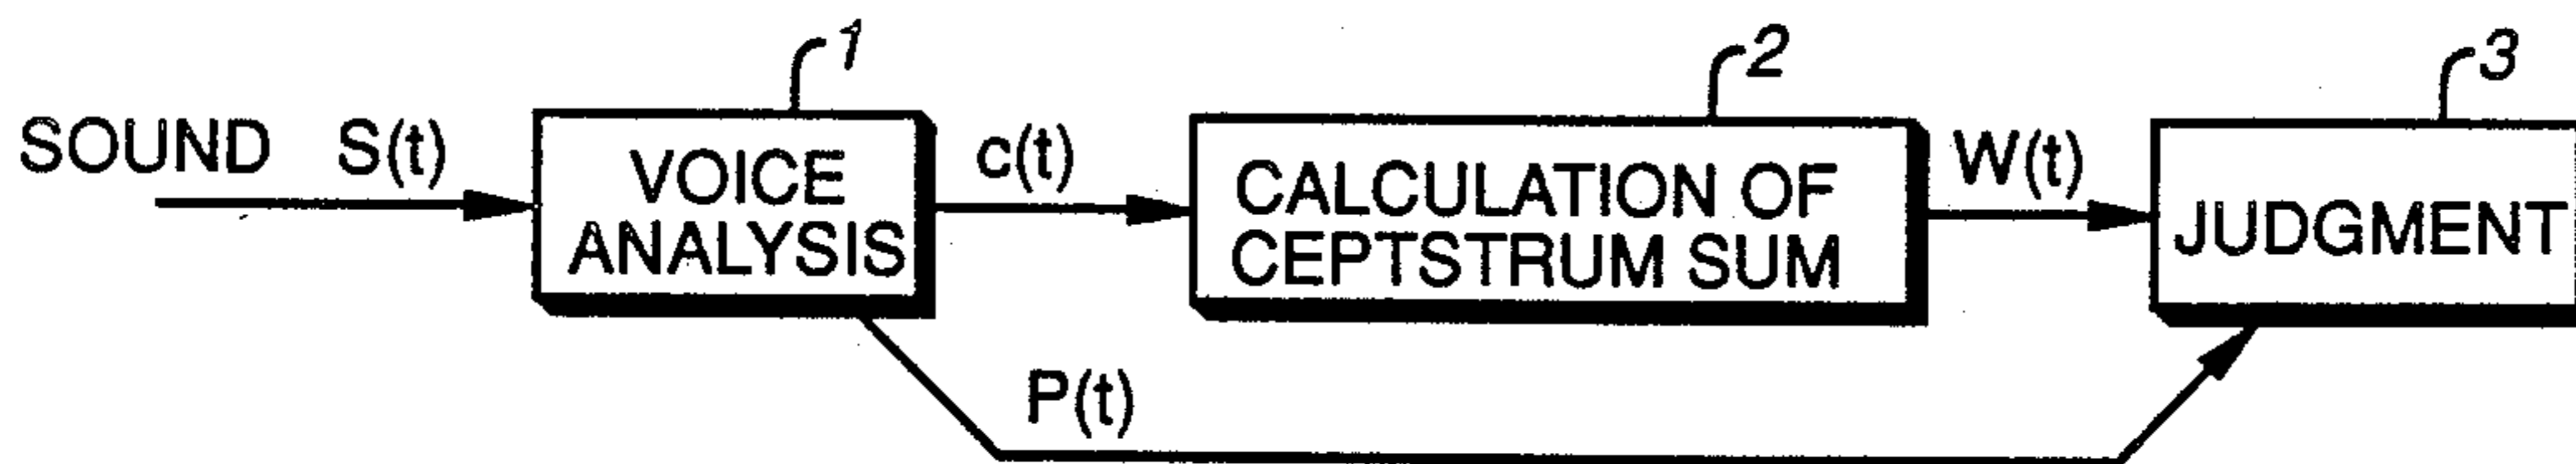 1
2
3
SOUND S(t)
VOICE
ANALYSIS
c(t)
CALCULATION OF
CEPTSTRUM SUM
W(t)
JUDGMENT
P(t)